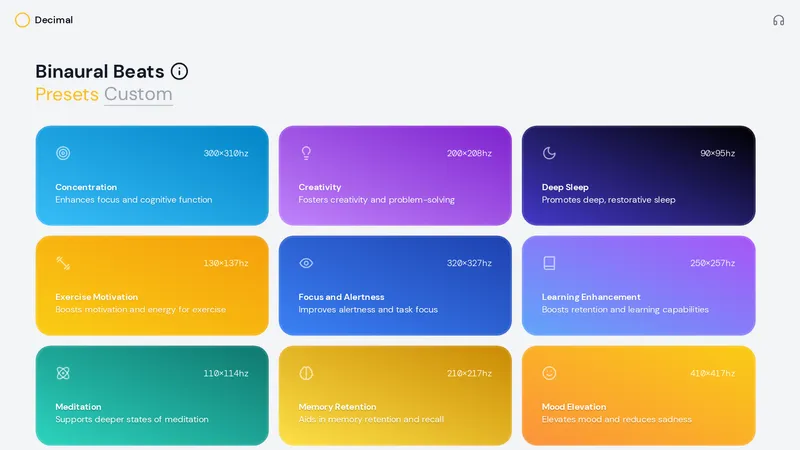 Decimal
Binaural Beats
Presets Custom
300×310hz
Concentration
Enhances focus and cognitive function
200×208hz
Creativity
Fosters creativity and problem-solving
90×95hz
Deep Sleep
Promotes deep, restorative sleep
130×137hz
Exercise Motivation
Boosts motivation and energy for exercise
320×327hz
Focus and Alertness
Improves alertness and task focus
250×257hz
Learning Enhancement
Boosts retention and learning capabilities
110×114hz
Meditation
Supports deeper states of meditation
210×217hz
Memory Retention
Aids in memory retention and recall
410×417hz
Mood Elevation
Elevates mood and reduces sadness